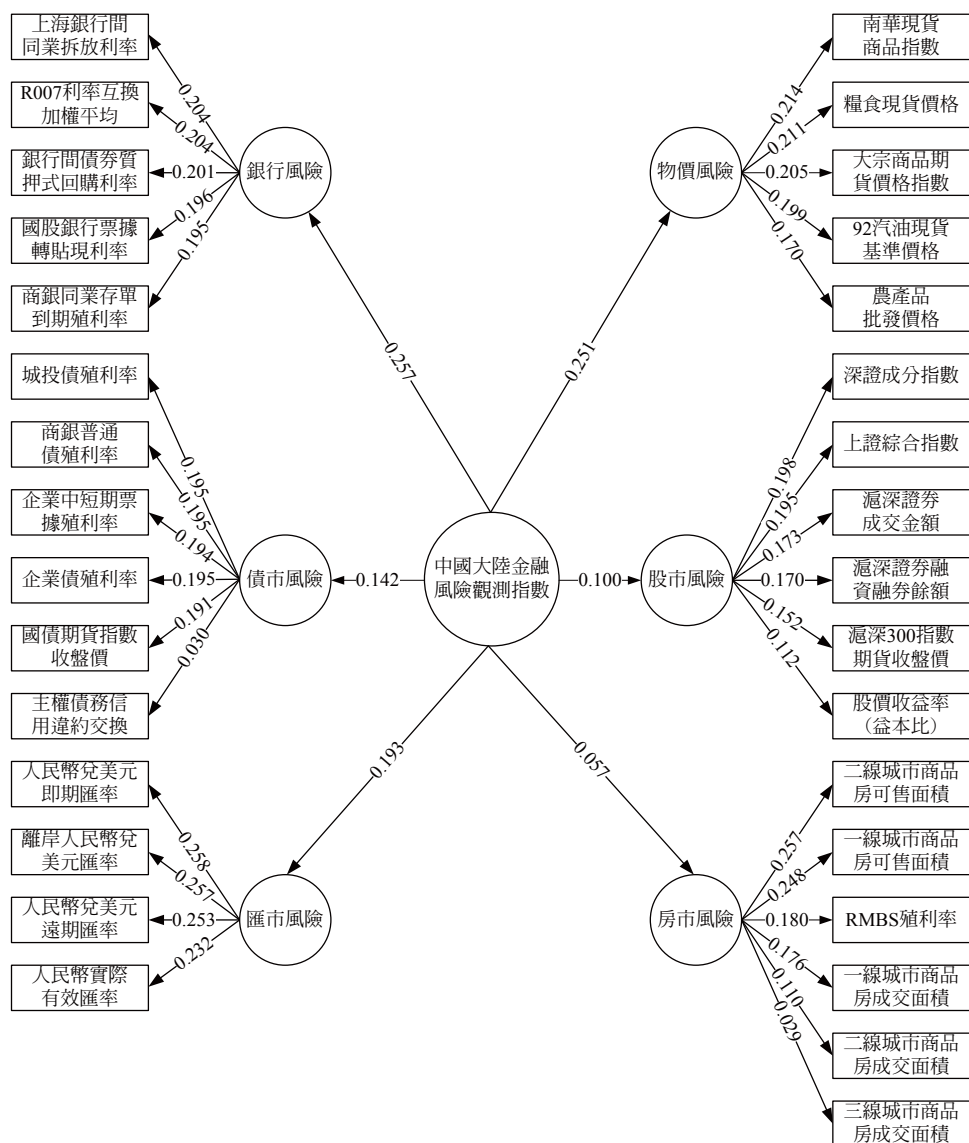 上海銀行間
同業拆放利率
R007利率互換
加權平均
銀行間債券質
押式回購利率
國股銀行票據
轉貼現利率
商銀同業存單
到期殖利率
0.204
0.204
0.201
0.196
0.195
銀行風險
0.257
物價風險
0.251
0.214
0.211
0.205
0.199
0.170
南華現貨
商品指數
糧食現貨價格
大宗商品期
貨價格指數
92汽油現貨
基準價格
農產品
批發價格
城投債殖利率
商銀普通
債殖利率
企業中短期票
據殖利率
企業債殖利率
國債期貨指數
收盤價
主權債務信
用違約交換
0.195
0.195
0.194
0.195
0.191
0.030
債市風險
0.142
中國大陸金融
風險觀測指數
0.100
股市風險
0.198
0.195
0.173
0.170
0.152
0.112
深證成分指數
上證綜合指數
滬深證券
成交金額
滬深證券融
資融券餘額
滬深300指數
期貨收盤價
股價收益率
（益本比）
人民幣兌美元
即期匯率
離岸人民幣兌
美元匯率
人民幣兌美元
遠期匯率
人民幣實際
有效匯率
0.258
0.257
0.253
0.232
匯市風險
0.193
0.057
房市風險
0.257
0.248
0.180
0.176
0.110
0.029
二線城市商品
房可售面積
一線城市商品
房可售面積
RMBS殖利率
一線城市商品
房成交面積
二線城市商品
房成交面積
三線城市商品
房成交面積